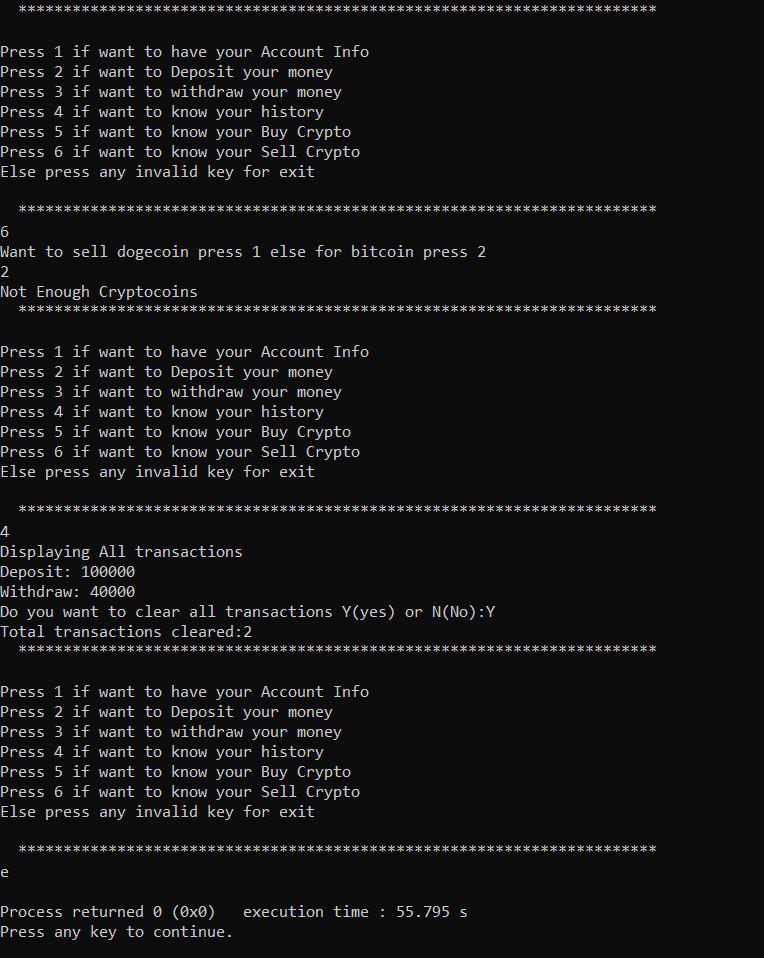 ***********************************************************************
Press 1 if want to have your Account Info
Press 2 if want to Deposit your money
Press 3 if want to withdraw your money
Press 4 if want to know your history
Press 5 if want to know your Buy Crypto
Press 6 if want to know your Sell Crypto
Else press any invalid key for exit
***********************************************************************
6
Want to sell dogecoin press 1 else for bitcoin press 2
2
Not Enough Cryptocoins
***********************************************************************
Press 1 if want to have your Account Info
Press 2 if want to Deposit your money
Press 3 if want to withdraw your money
Press 4 if want to know your history
Press 5 if want to know your Buy Crypto
Press 6 if want to know your Sell Crypto
Else press any invalid key for exit
***********************************************************************
4
Displaying All transactions
Deposit: 100000
Withdraw: 40000
Do you want to clear all transactions Y(yes) or N(No):Y
Total transactions cleared:2
***********************************************************************
Press 1 if want to have your Account Info
Press 2 if want to Deposit your money
Press 3 if want to withdraw your money
Press 4 if want to know your history
Press 5 if want to know your Buy Crypto
Press 6 if want to know your Sell Crypto
Else press any invalid key for exit
***********************************************************************
e
Process returned 0 (0x0)   execution time : 55.795 s
Press any key to continue.